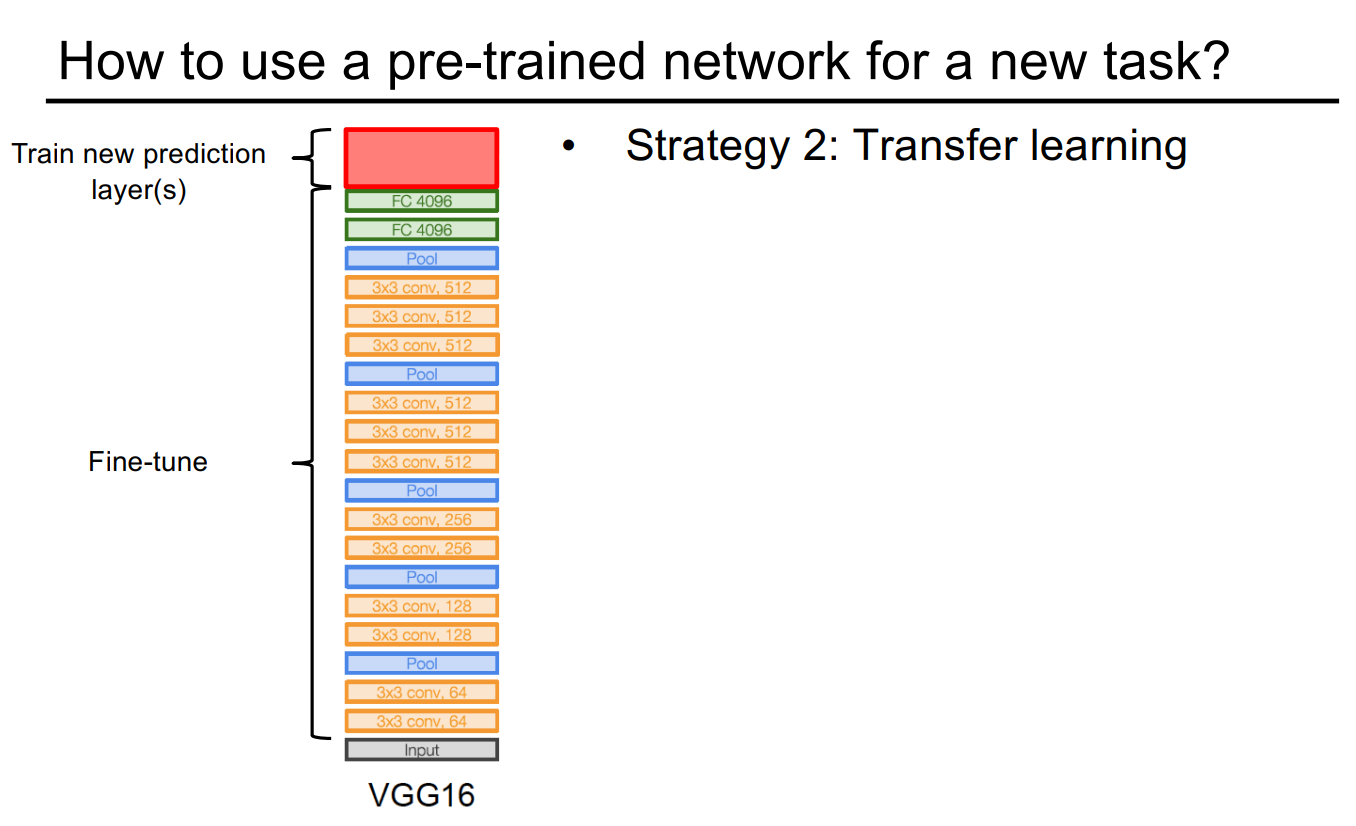 How to use a pre-trained network for a new task?
Train new prediction
layer(s)
• Strategy 2: Transfer learning
FC 4096
FC 4096
Pool
3x3 conv, 512
3x3 conv, 512
3x3 conv, 512
Pool
3x3 conv, 512
3x3 conv, 512
3x3 conv, 512
Fine-tune
Pool
3x3 conv, 256
3x3 conv, 256
Pool
3x3 conv, 128
3x3 conv, 128
Pool
3x3 conv, 64
3x3 conv, 64
Input
VGG16